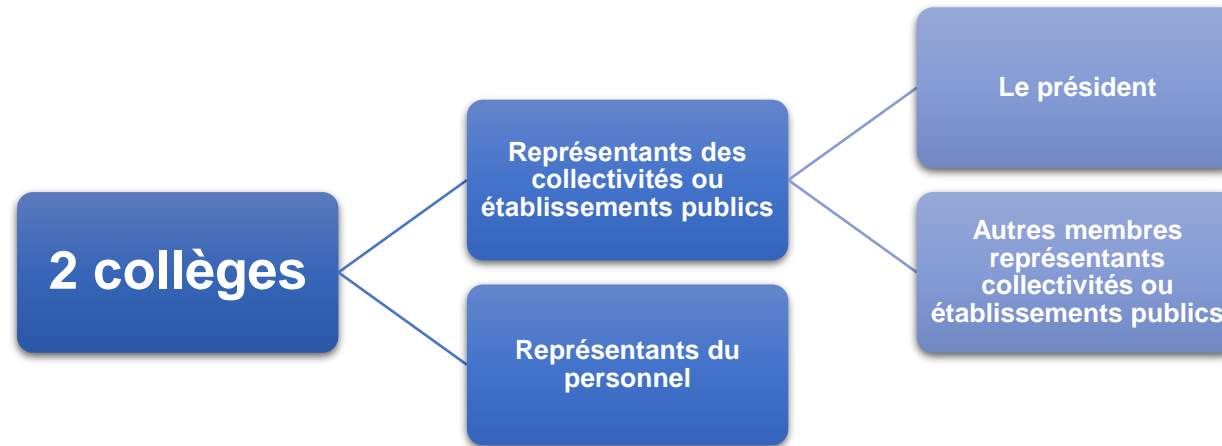 2 collèges
Représentants des
collectivités ou
établissements publics
Représentants du
personnel
Le président
Autres membres
représentants
collectivités ou
établissements publics